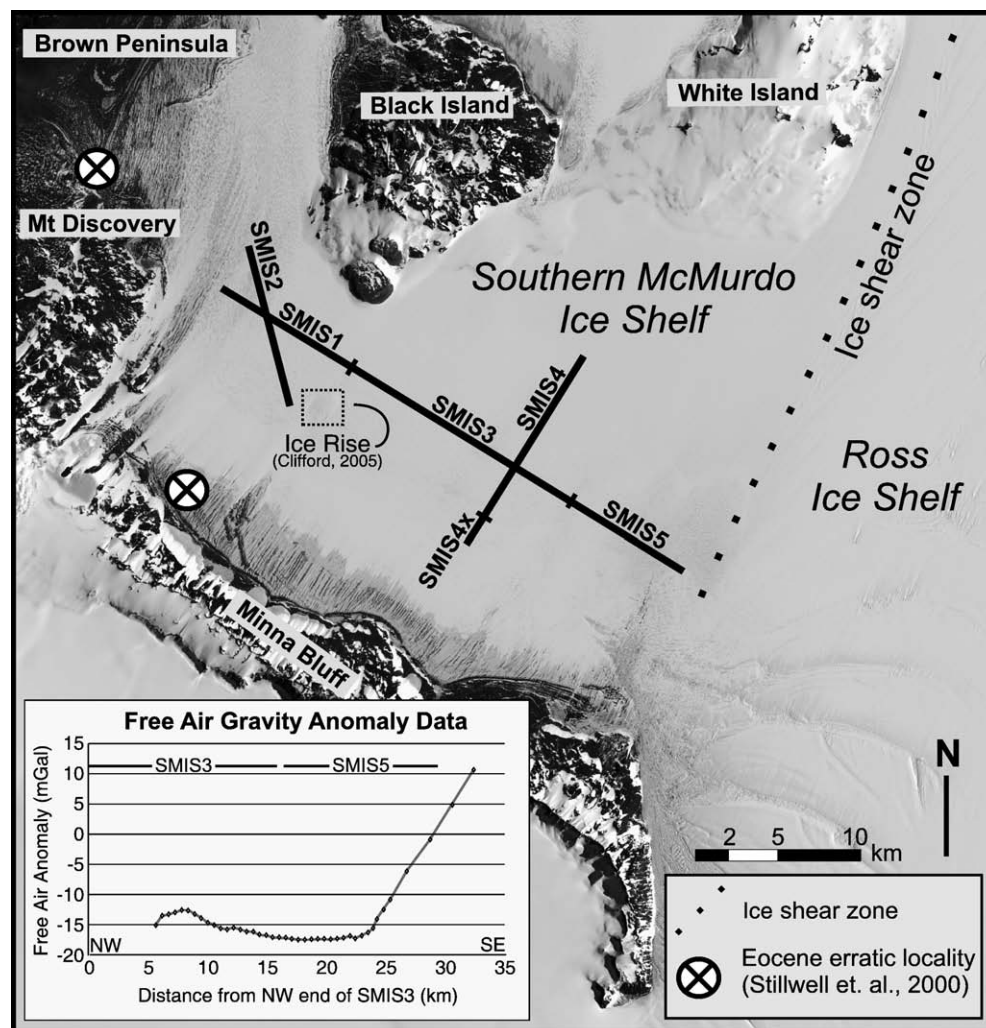 Brown Peninsula
Black Island
White Island
Mt Discovery
SMIS2
SMIS1
Southern McMurdo
Ice Shelf
Ice shear zone
SMIS4
SMIS3
Ice Rise
(Clifford, 2005)
Ross
Ice Shelf
SMIS5
SMIS4x
Minna Bluff
Free Air Gravity Anomaly Data
Free Air Anomaly (mGal)
15
10
5
0
-5
-10
-15
-20
SMIS3
SMIS5
NW
SE
0
5
10
15
20
25
30
35
Distance from NW end of SMIS3 (km)
N
2
5
10
km
Ice shear zone
Eocene erratic locality
(Stillwell et. al., 2000)